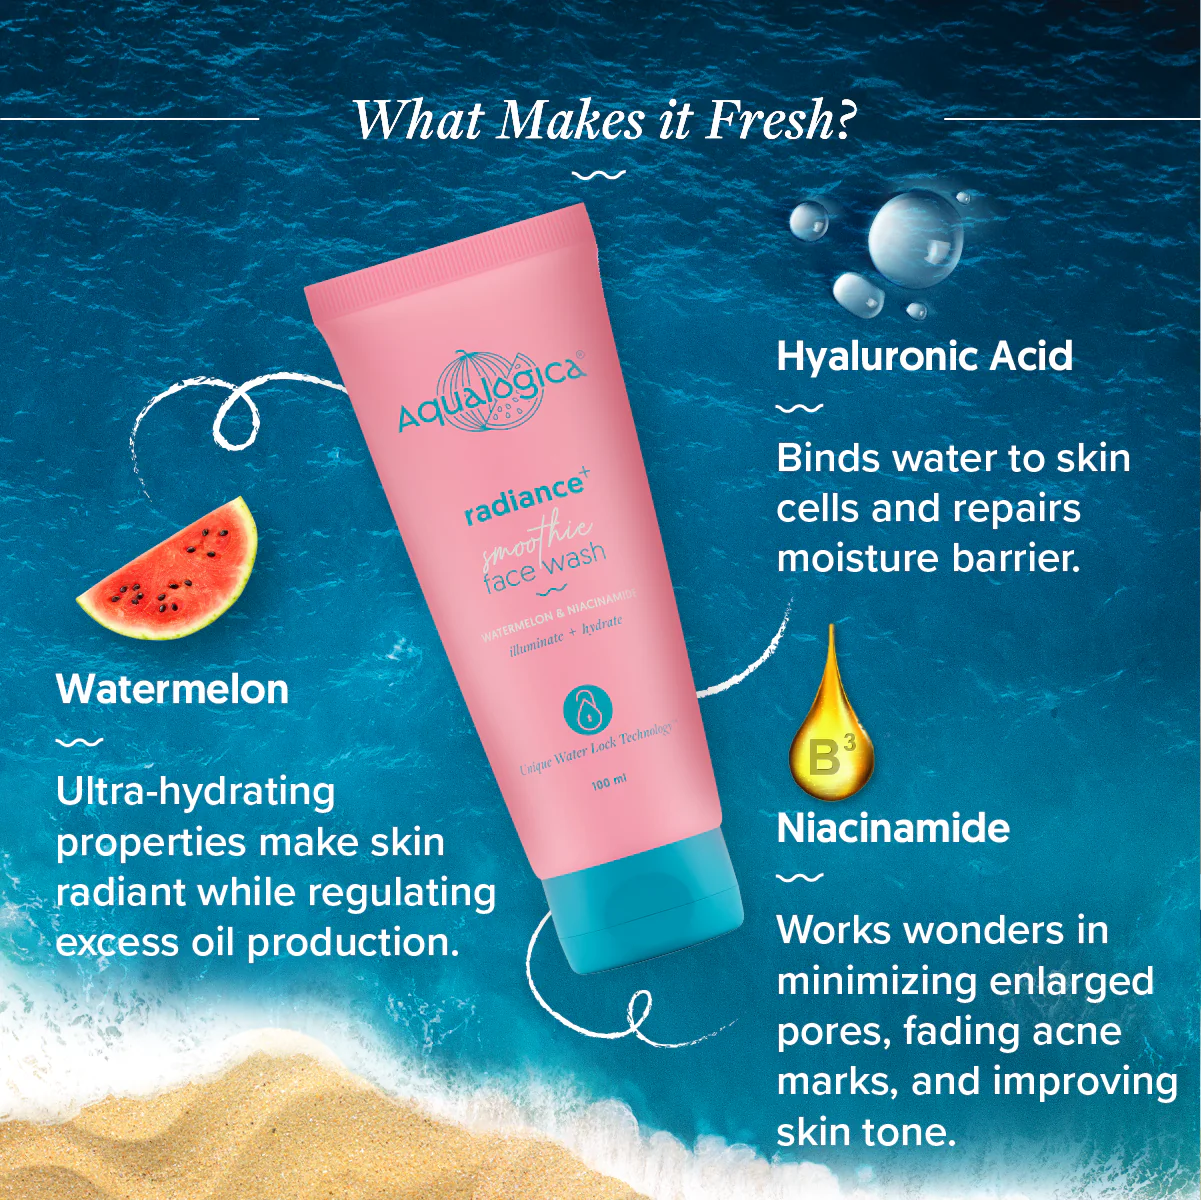 What Makes it Fresh?
Aqualogica®
radiance+
smoothie
face wash
WATERMELON & NIACINAMIDE
illuminate + hydrate
Unique Water Lock Technology™
100 ml
Watermelon
Ultra-hydrating
properties make skin
radiant while regulating
excess oil production.
Hyaluronic Acid
Binds water to skin
cells and repairs
moisture barrier.
B³
Niacinamide
Works wonders in
minimizing enlarged
pores, fading acne
marks, and improving
skin tone.